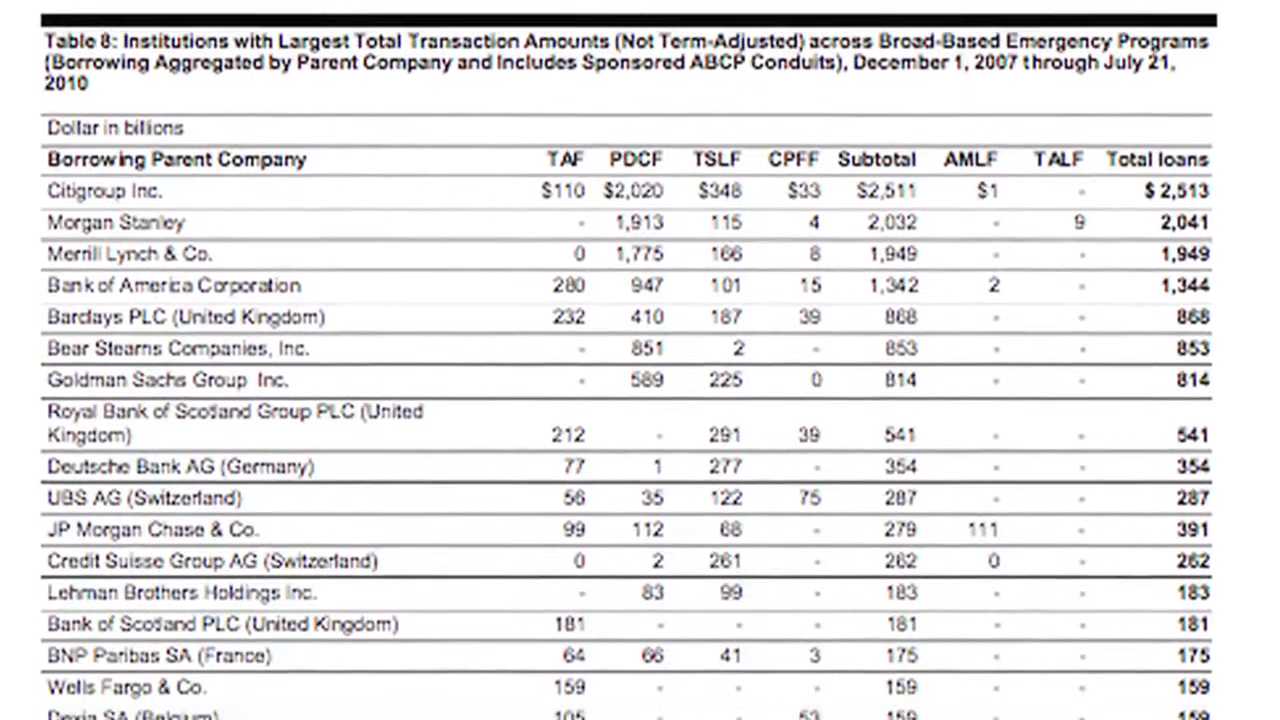 Table 8: Institutions with Largest Total Transaction Amounts (Not Term-Adjusted) across Broad-Based Emergency Programs
(Borrowing Aggregated by Parent Company and Includes Sponsored ABCP Conduits), December 1, 2007 through July 21,
2010
Dollar in billions
Borrowing Parent Company TAF PDCF TSLF CPFF Subtotal AMLF TALF Total loans
Citigroup Inc. $110 $2,020 $348 $33 $2,511 $1 - $ 2,513
Morgan Stanley - 1,913 115 4 2,032 - 9 2,041
Merrill Lynch & Co. 0 1,775 166 8 1,949 - - 1,949
Bank of America Corporation 280 947 101 15 1,342 2 - 1,344
Barclays PLC (United Kingdom) 232 410 187 39 868 - - 868
Bear Stearns Companies, Inc. - 851 2 - 853 - - 853
Goldman Sachs Group Inc. - 589 225 0 814 - - 814
Royal Bank of Scotland Group PLC (United
Kingdom) 212 - 291 39 541 - - 541
Deutsche Bank AG (Germany) 77 1 277 - 354 - - 354
UBS AG (Switzerland) 56 35 122 75 287 - - 287
JP Morgan Chase & Co. 99 112 68 - 279 111 - 391
Credit Suisse Group AG (Switzerland) 0 2 261 - 262 0 - 262
Lehman Brothers Holdings Inc. - 83 99 - 183 - - 183
Bank of Scotland PLC (United Kingdom) 181 - - - 181 - - 181
BNP Paribas SA (France) 64 66 41 3 175 - - 175
Wells Fargo & Co. 159 - - - 159 - - 159
Dexia SA (Belgium) 105 - - 53 159 - - 159